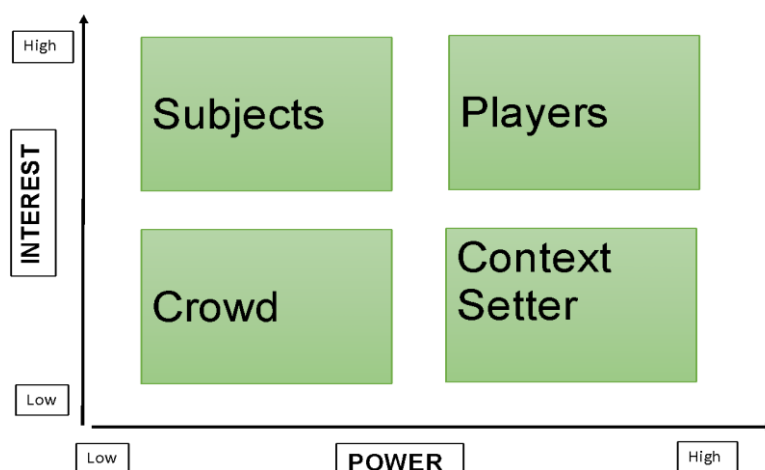 High
Subjects
Players
INTEREST
Crowd
Context
Setter
Low
Low
POWER
High